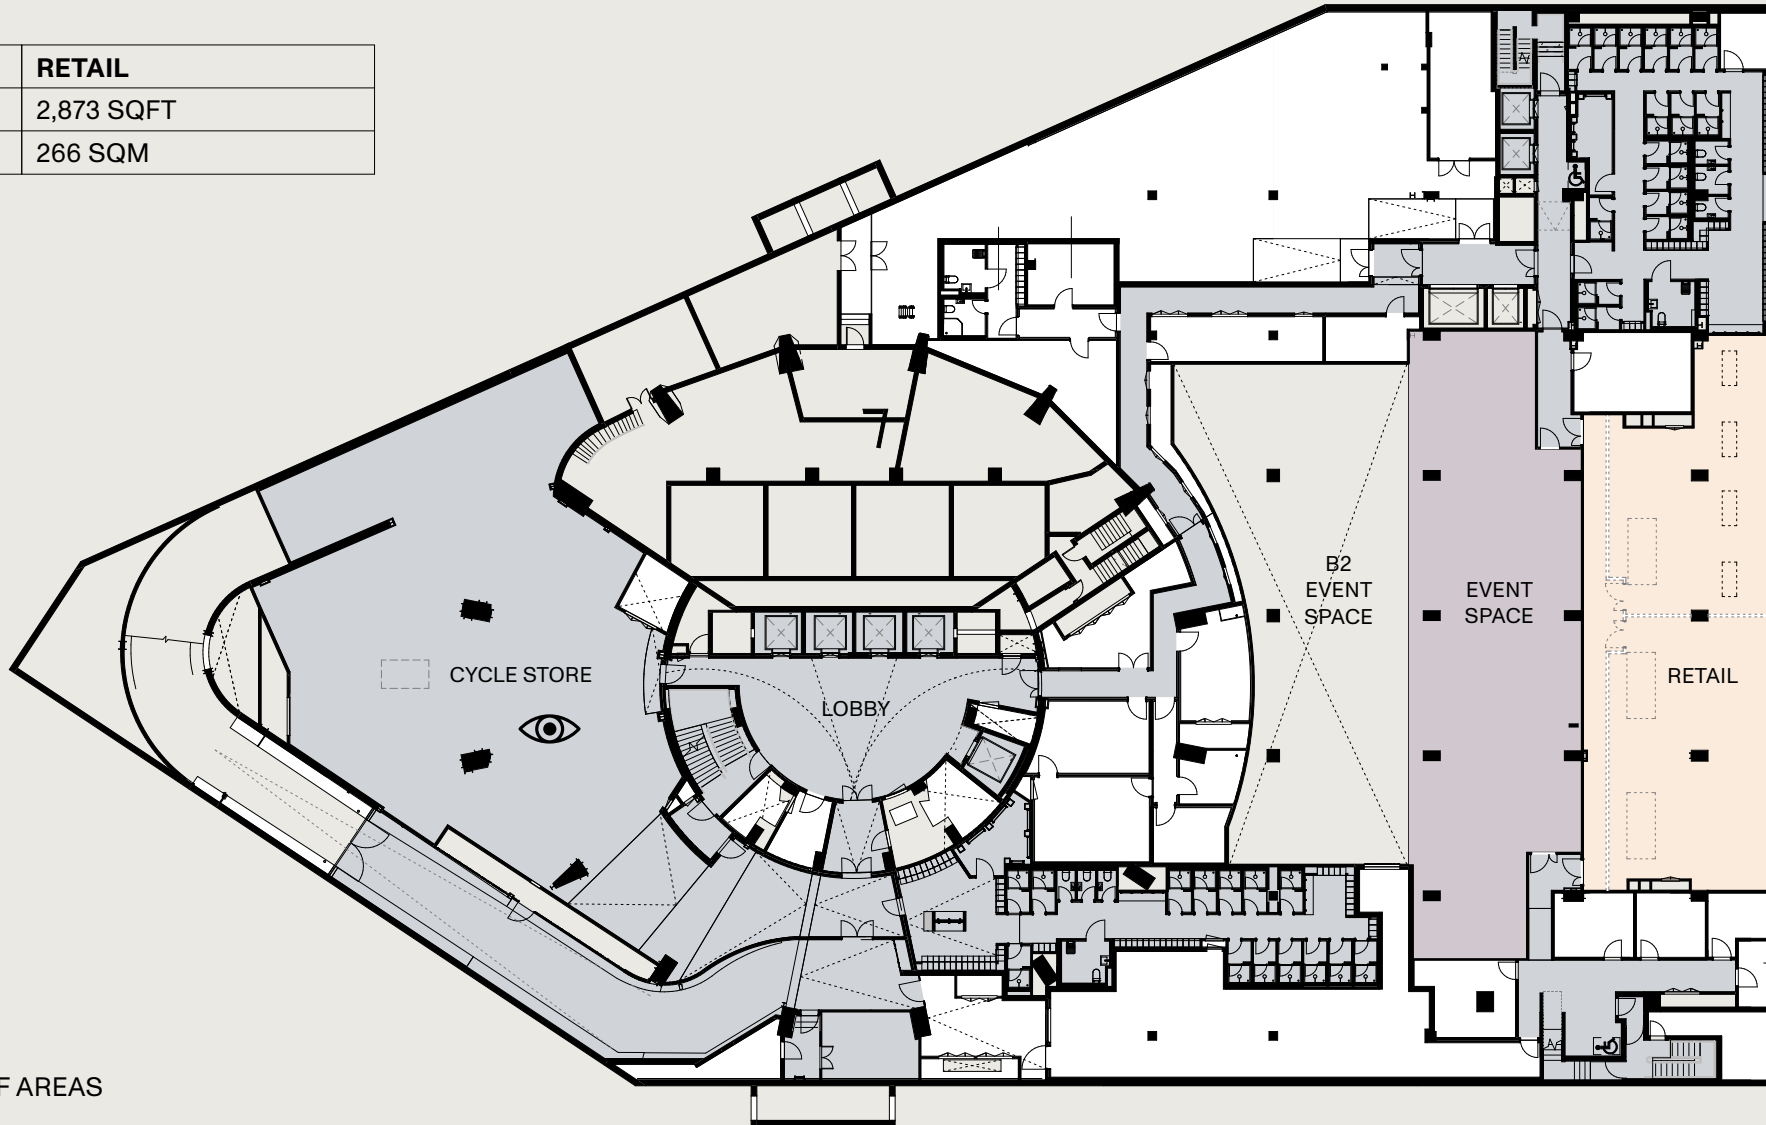 RETAIL
2,873 SQFT
266 SQM
B2
EVENT
SPACE
EVENT
SPACE
CYCLE STORE
RETAIL
LOBBY
AREAS